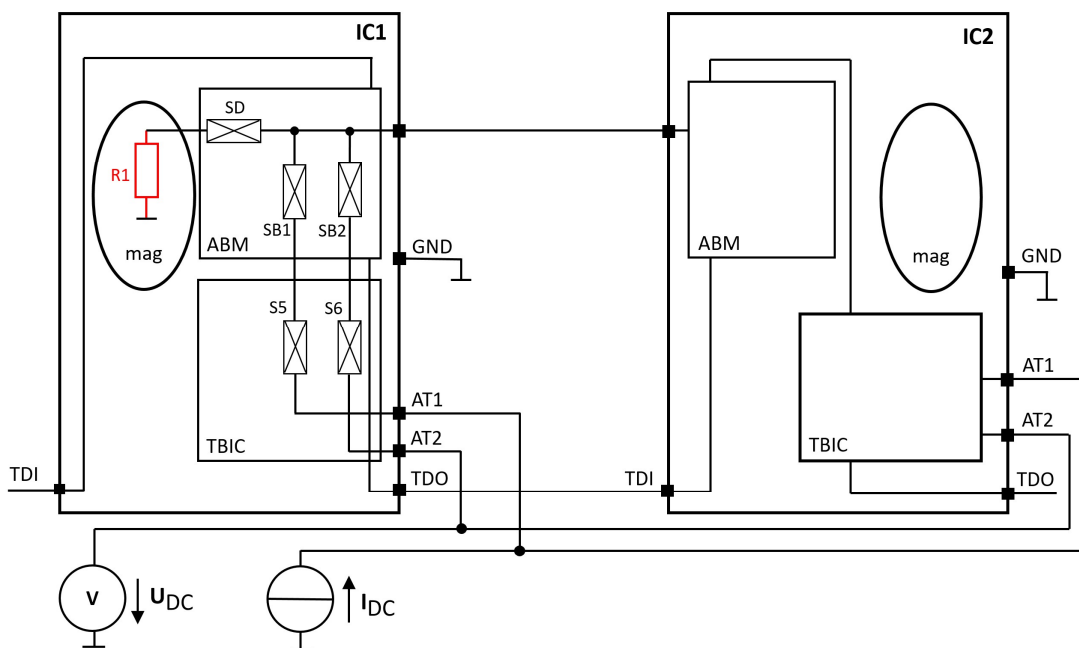 IC1
IC2
SD
R1
SB1
SB2
ABM
mag
GND
ABM
mag
GND
S5
S6
AT1
AT2
TBIC
TDI
TDO
TDI
AT1
AT2
TBIC
TDO
V
UDC
IDC